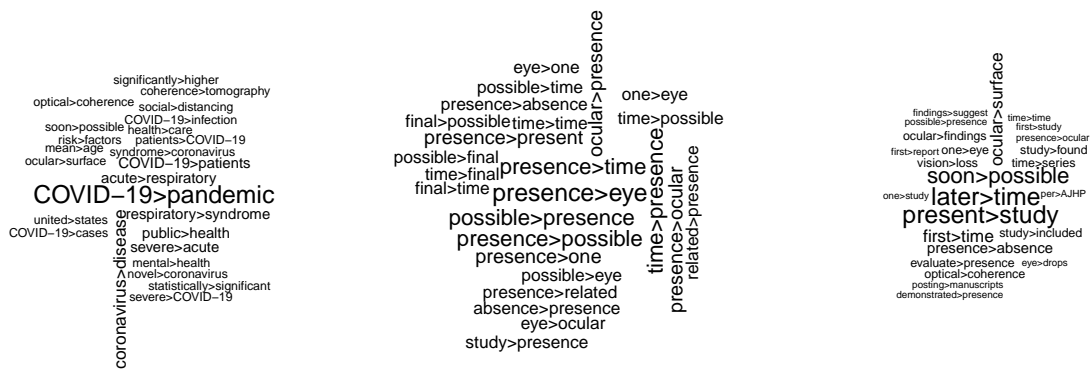 significantly>higher
coherence>tomography
optical>coherence
social>distancing
COVID−19>infection
soon>possible
health>care
risk>factors
patients>COVID−19
mean>age
syndrome>coronavirus
ocular>surface
COVID−19>patients
acute>respiratory
COVID−19>pandemic
respiratory>syndrome
united>states
COVID−19>cases
public>health
severe>acute
coronavirus>disease
mental>health
novel>coronavirus
statistically>significant
severe>COVID−19
eye>one
ocular>presence
possible>time
presence>absence
one>eye
final>possible
time>time
time>possible
presence>present
possible>final
presence>time
time>final
final>time
presence>eye
time>presence
presence>ocular
related>presence
possible>presence
presence>possible
presence>one
possible>eye
presence>related
absence>presence
eye>ocular
study>presence
ocular>surface
findings>suggest
possible>presence
time>time
first>study
ocular>findings
presence>ocular
first>report
one>eye
study>found
vision>loss
time>series
soon>possible
one>study
later>time
per>AJHP
present>study
first>time
study>included
presence>absence
evaluate>presence
eye>drops
optical>coherence
posting>manuscripts
demonstrated>presence